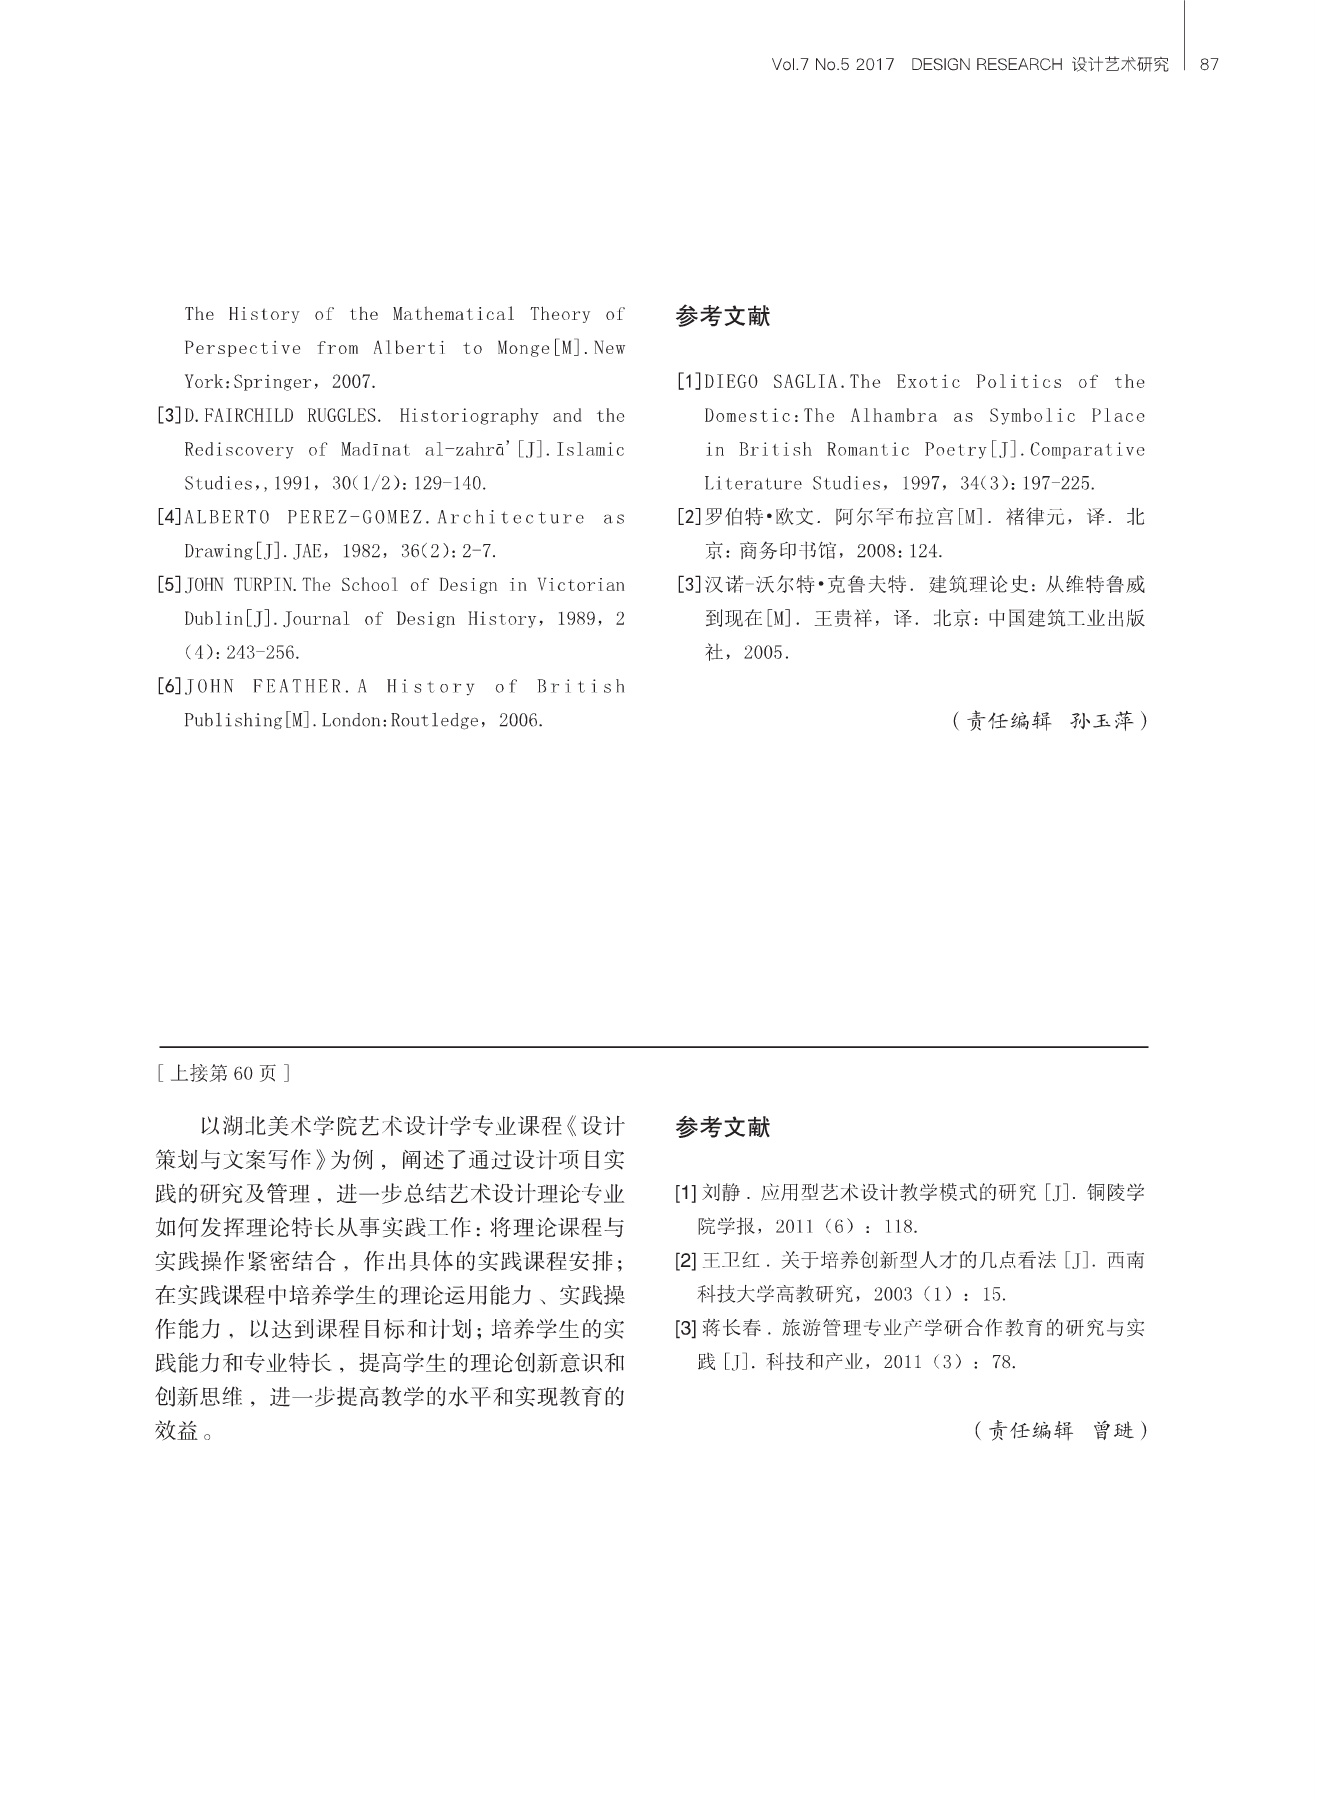 Vol.7 No.5 2017 DESIGN RESEARCH 设计艺术研究 87
The History of the Mathematical Theory of
Perspective from Alberti to Monge[M].New
York:Springer, 2007.
[3]D.FAIRCHILD RUGGLES. Historiography and the
Rediscovery of Madīnat al-zahrā'[J].Islamic
Studies,,1991, 30(1/2):129-140.
[4]ALBERTO PEREZ-GOMEZ.Architecture as
Drawing[J].JAE, 1982, 36(2):2-7.
[5]JOHN TURPIN.The School of Design in Victorian
Dublin[J].Journal of Design History, 1989, 2
(4):243-256.
[6]JOHN FEATHER.A History of British
Publishing[M].London:Routledge, 2006.
参考文献
[1]DIEGO SAGLIA.The Exotic Politics of the
Domestic:The Alhambra as Symbolic Place
in British Romantic Poetry[J].Comparative
Literature Studies, 1997, 34(3):197-225.
[2]罗伯特•欧文. 阿尔罕布拉宫[M]. 褚律元，译. 北
京：商务印书馆，2008:124.
[3]汉诺-沃尔特•克鲁夫特. 建筑理论史：从维特鲁威
到现在[M]. 王贵祥，译. 北京：中国建筑工业出版
社，2005.
（责任编辑 孙玉萍）
[ 上接第 60 页 ]
以湖北美术学院艺术设计学专业课程《设计
策划与文案写作》为例，阐述了通过设计项目实
践的研究及管理，进一步总结艺术设计理论专业
如何发挥理论特长从事实践工作：将理论课程与
实践操作紧密结合，作出具体的实践课程安排；
在实践课程中培养学生的理论运用能力、实践操
作能力，以达到课程目标和计划；培养学生的实
践能力和专业特长，提高学生的理论创新意识和
创新思维，进一步提高教学的水平和实现教育的
效益。
参考文献
[1] 刘静 . 应用型艺术设计教学模式的研究 [J]. 铜陵学
院学报，2011（6）：118.
[2] 王卫红 . 关于培养创新型人才的几点看法 [J]. 西南
科技大学高教研究，2003（1）：15.
[3] 蒋长春 . 旅游管理专业产学研合作教育的研究与实
践 [J]. 科技和产业，2011（3）：78.
（责任编辑 曾琎）